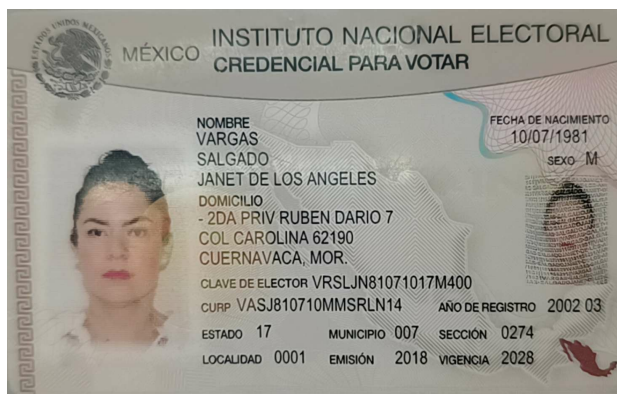 INSTITUTO NACIONAL ELECTORAL
MÉXICO
CREDENCIAL PARA VOTAR
NOMBRE
VARGAS
SALGADO
JANET DE LOS ANGELES
FECHA DE NACIMIENTO
10/07/1981
SEXO M
DOMICILIO
- 2DA PRIV RUBEN DARIO 7
COL CAROLINA 62190
CUERNAVACA, MOR.
CLAVE DE ELECTOR VRSLJN81071017M400
CURP VASJ810710MMSRLN14 AÑO DE REGISTRO 2002 03
ESTADO 17 MUNICIPIO 007 SECCIÓN 0274
LOCALIDAD 0001 EMISIÓN 2018 VIGENCIA 2028